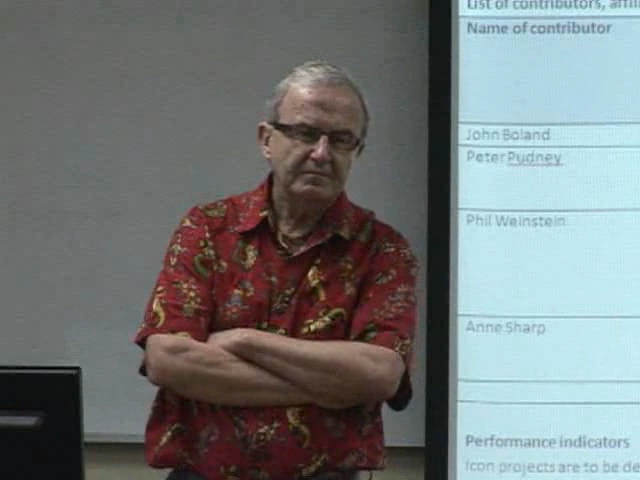 List of contributors, affili
Name of contributor
John Boland
Peter Pudney
Phil Weinstein
Anne Sharp
Performance indicators
Icon projects are to be de